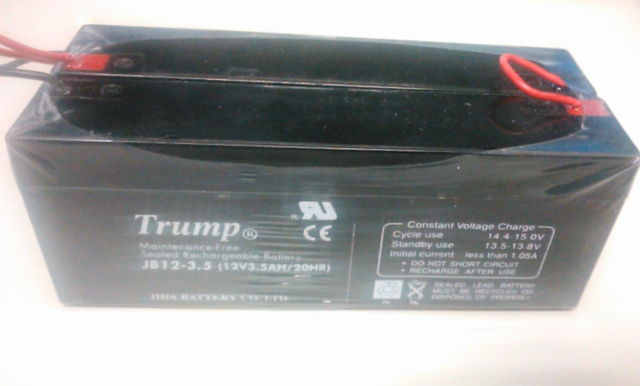 Trump®
Maintenance-Free
Sealed Rechargeable Battery
JB12-3.5 (12V3.5AH/20HR)
JIDA BATTERY CO. LTD
CE
Constant Voltage Charge
Cycle use 14.4-15.0V
Standby use 13.5-13.8V
Initial current less than 1.05A
• DO NOT SHORT CIRCUIT
• RECHARGE AFTER USE
Pb
SEALED LEAD BATTERY
MUST BE RECYCLED OR
DISPOSED OF PROPERLY